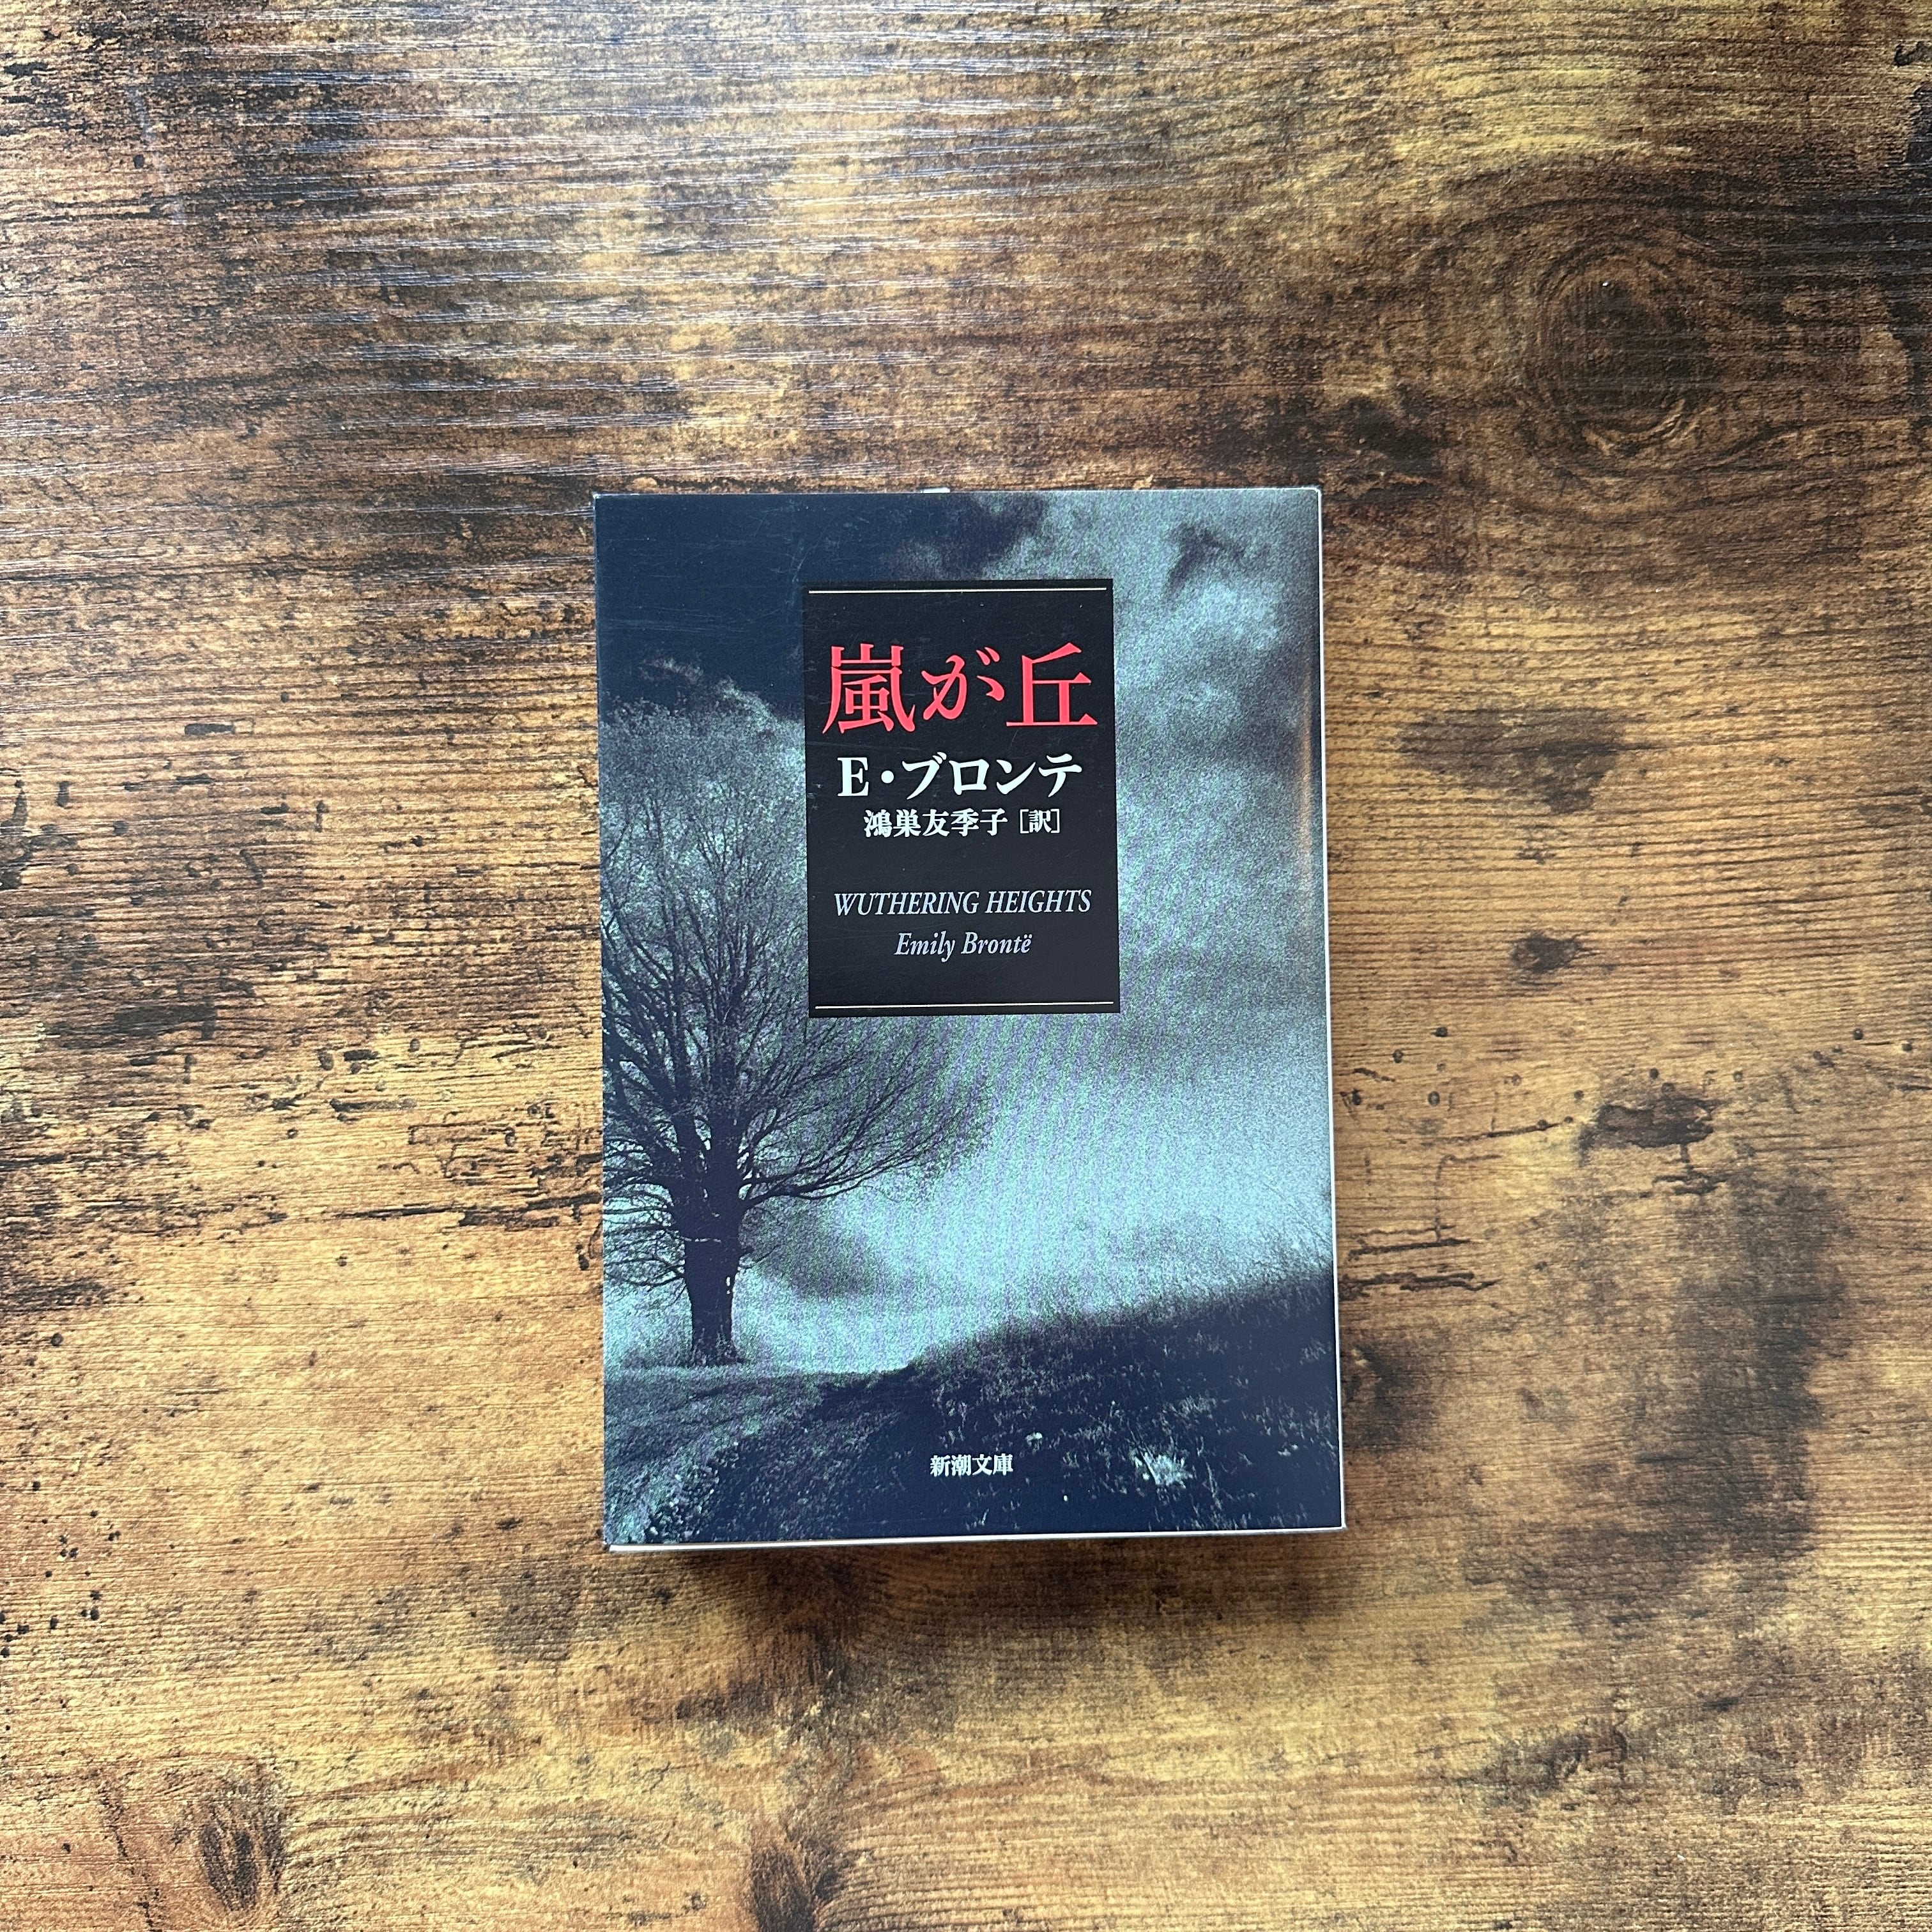 嵐が丘
E・ブロンテ
鴻巣友季子［訳］
WUTHERING HEIGHTS
Emily Brontë
新潮文庫